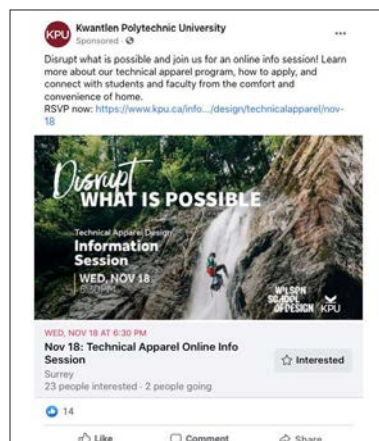 KPU
Kwantlen Polytechnic University
Sponsored ·
Disrupt what is possible and join us for an online info session! Learn
more about our technical apparel program, how to apply, and
connect with students and faculty from the comfort and
convenience of home.
RSVP now: https://www.kpu.ca/info.../design/technicalapparel/nov-
18
Disrupt
WHAT IS POSSIBLE
Technical Apparel Design
Information
Session
WED, NOV 18
6:30PM
WILSON
SCHOOL
OF DESIGN
KPU
WED, NOV 18 AT 6:30 PM
Nov 18: Technical Apparel Online Info
Session
Surrey
23 people interested · 2 people going
Interested
14
Like Comment Share